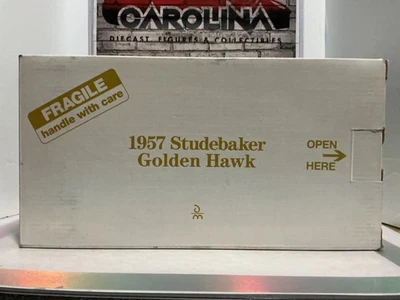 CAROLINA
DIECAST, FIGURES & COLLECTIBLES
FRAGILE
handle with care
1957 Studebaker
Golden Hawk
OPEN
HERE